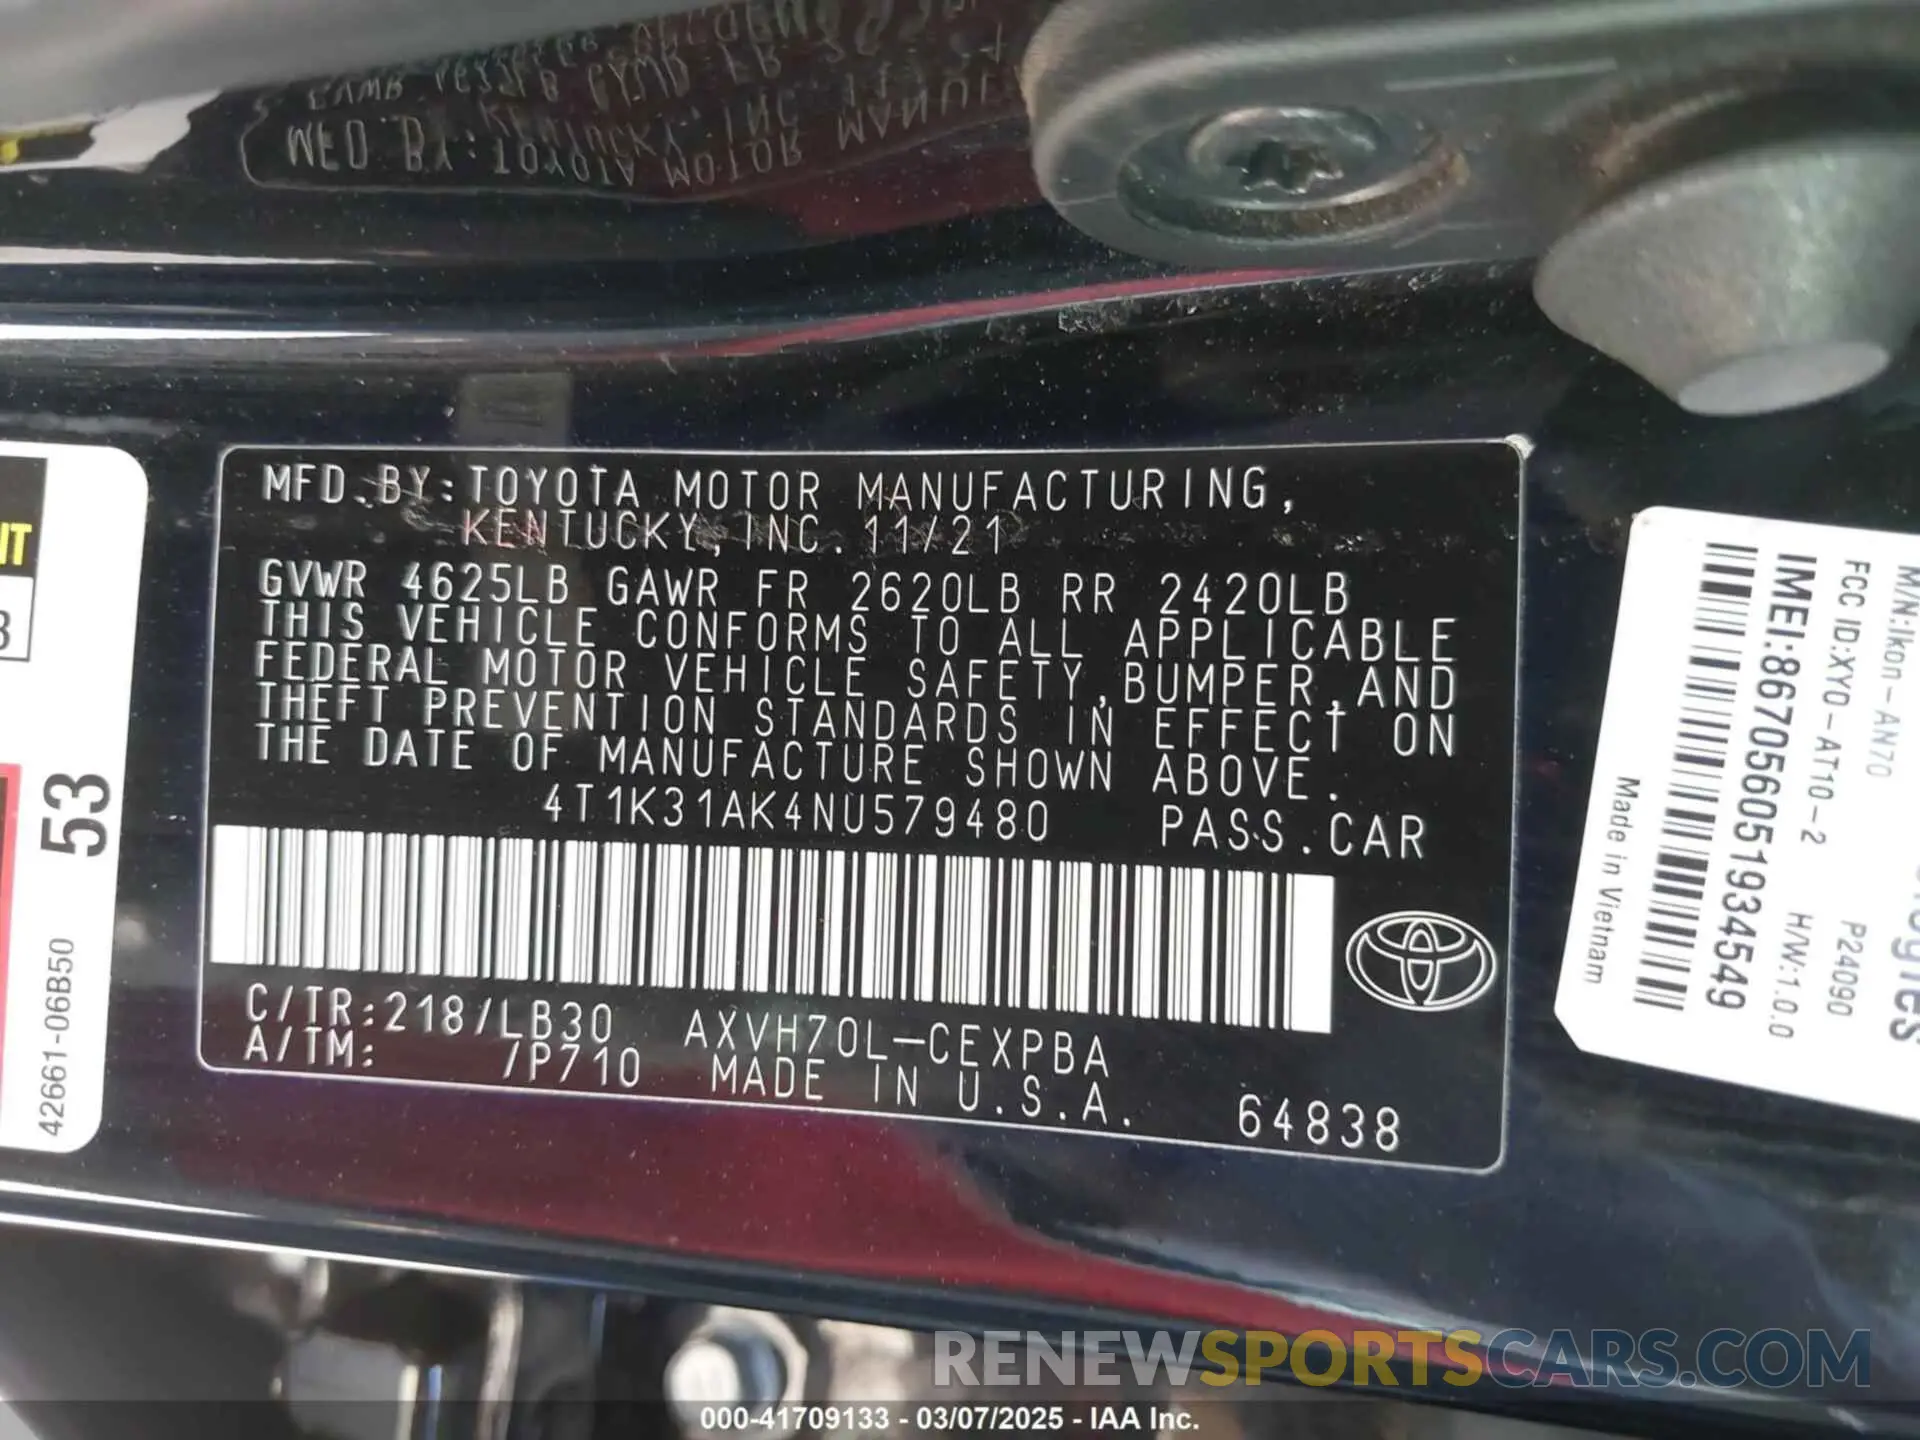 MFD.BY:TOYOTA MOTOR MANUFACTURING,
KENTUCKY,INC. 11/21
GVWR 4625LB GAWR FR 2620LB RR 2420LB
THIS VEHICLE CONFORMS TO ALL APPLICABLE
FEDERAL MOTOR VEHICLE SAFETY,BUMPER,AND
THEFT PREVENTION STANDARDS IN EFFECT ON
THE DATE OF MANUFACTURE SHOWN ABOVE.
4T1K31AK4NU579480 PASS.CAR
C/TR:218/LB30 AXVH70L-CEXPBA
A/TM: /P710 MADE IN U.S.A.
64838
53
42661-06B50
M/N:Ikon-AN70
FCC ID:XY0-AT10-2 P24090
IMEI:867056051934549 H/W:1.0.0
Made in Vietnam
RENEWSPORTSCARS.COM
000-41709133 - 03/07/2025 - IAA Inc.